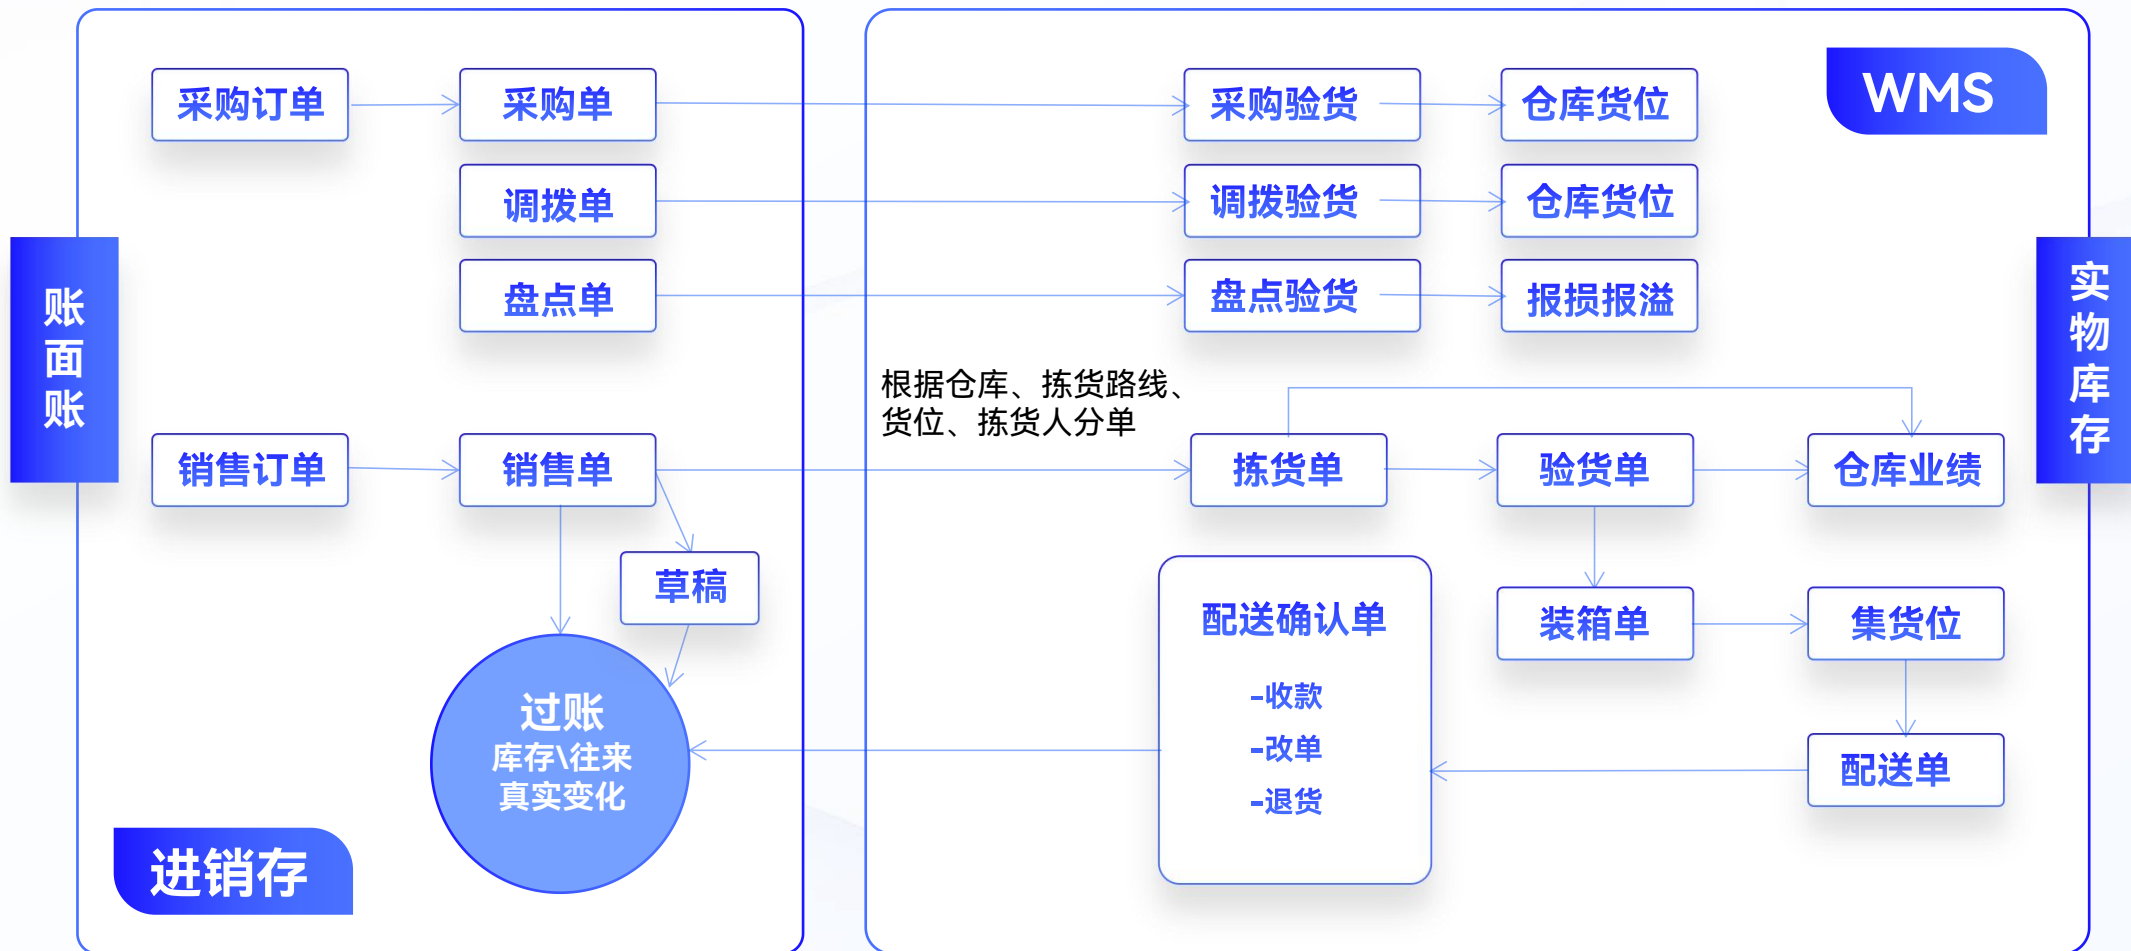 WMS
采购订单
采购单
采购验货
仓库货位
调拨单
调拨验货
仓库货位
盘点单
盘点验货
报损报溢
账面账
实物库存
根据仓库、拣货路线、
货位、拣货人分单
销售订单
销售单
拣货单
验货单
仓库业绩
草稿
配送确认单
-收款
-改单
-退货
装箱单
集货位
过账
库存\往来
真实变化
配送单
进销存